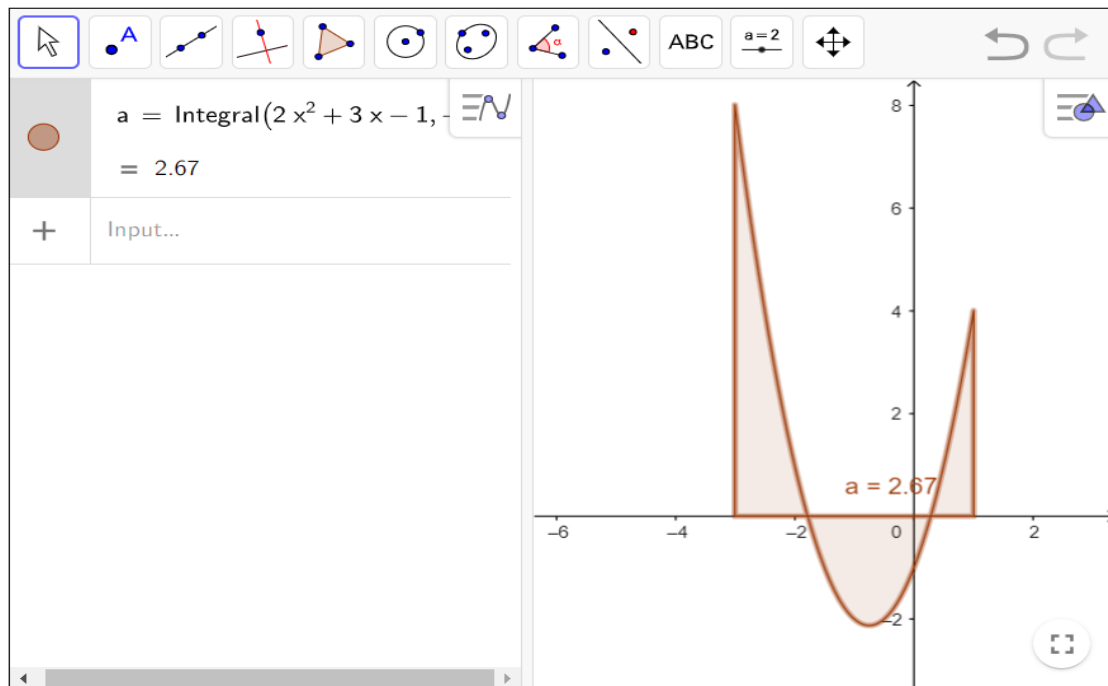 A
α
ABC
a = 2
a = Integral(2 x² + 3 x − 1, -
= 2.67
+ Input...
8
6
4
2
a = 2.67
−6 −4 −2 0 2
−2